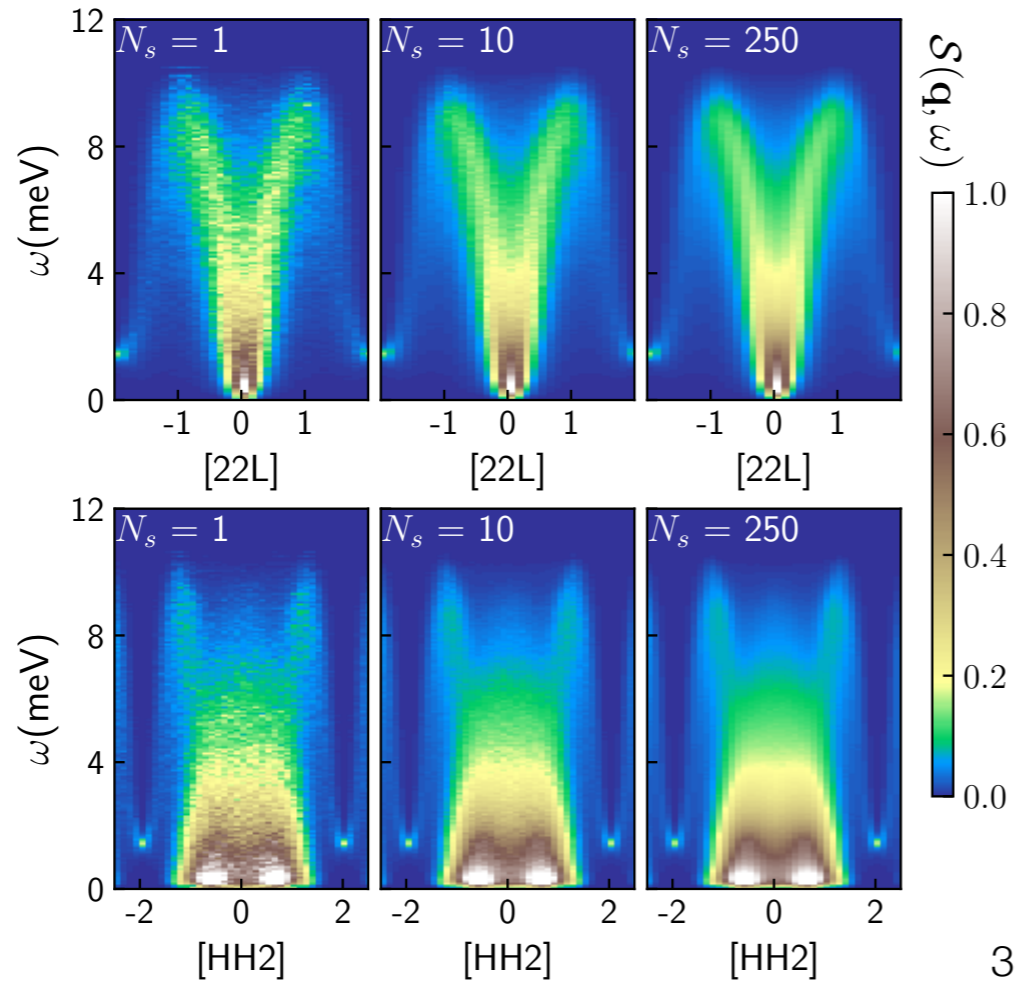 12
8
4
0
ω(meV)
N_s = 1
N_s = 10
N_s = 250
-1 0 1
-1 0 1
-1 0 1
[22L]
[22L]
[22L]
12
8
4
0
ω(meV)
N_s = 1
N_s = 10
N_s = 250
-2 0 2
-2 0 2
-2 0 2
[HH2]
[HH2]
[HH2]
S(q, ω)
1.0
0.8
0.6
0.4
0.2
0.0
3